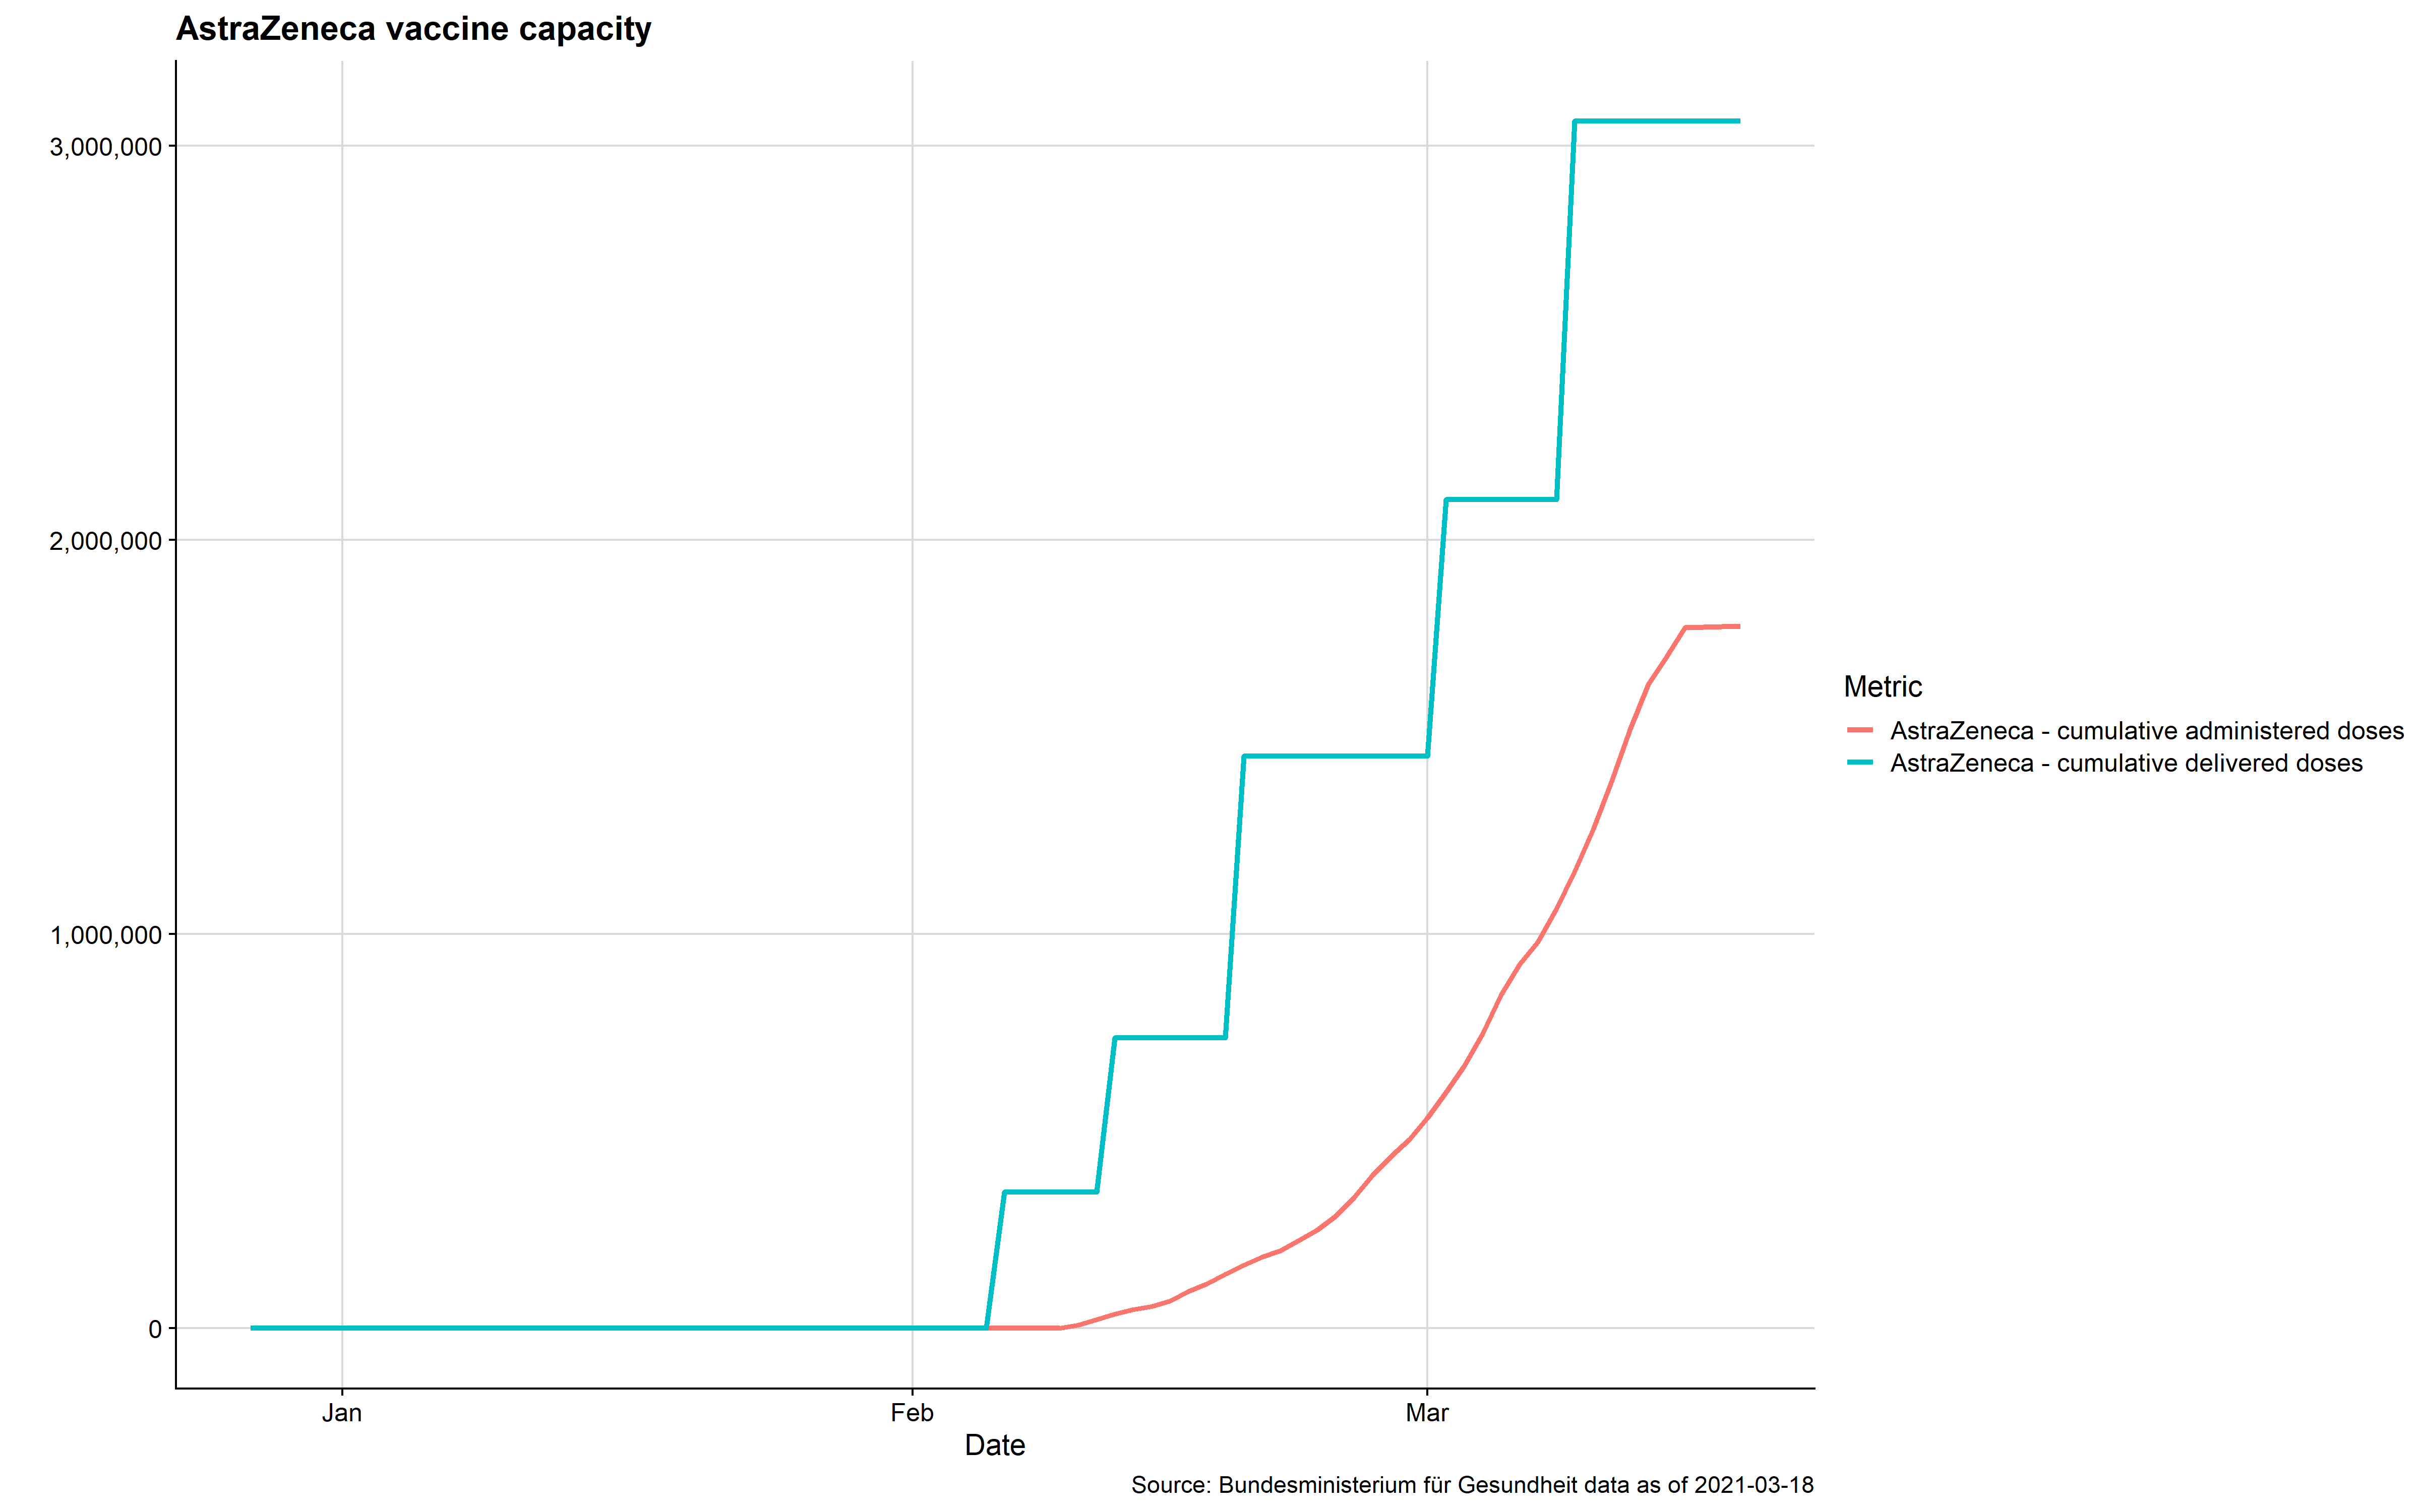 AstraZeneca vaccine capacity
3,000,000
2,000,000
1,000,000
0
Jan
Feb
Mar
Date
Metric
AstraZeneca - cumulative administered doses
AstraZeneca - cumulative delivered doses
Source: Bundesministerium für Gesundheit data as of 2021-03-18